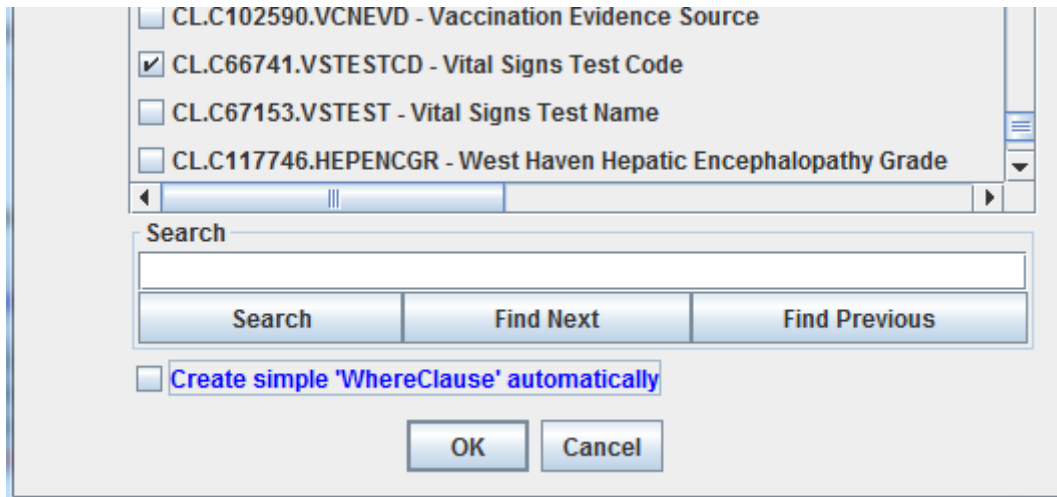 CL.C102590.VCNEVD - Vaccination Evidence Source
CL.C66741.VSTESTCD - Vital Signs Test Code
CL.C67153.VSTEST - Vital Signs Test Name
CL.C117746.HEPENCGR - West Haven Hepatic Encephalopathy Grade
Search
Search Find Next Find Previous
Create simple 'WhereClause' automatically
OK Cancel